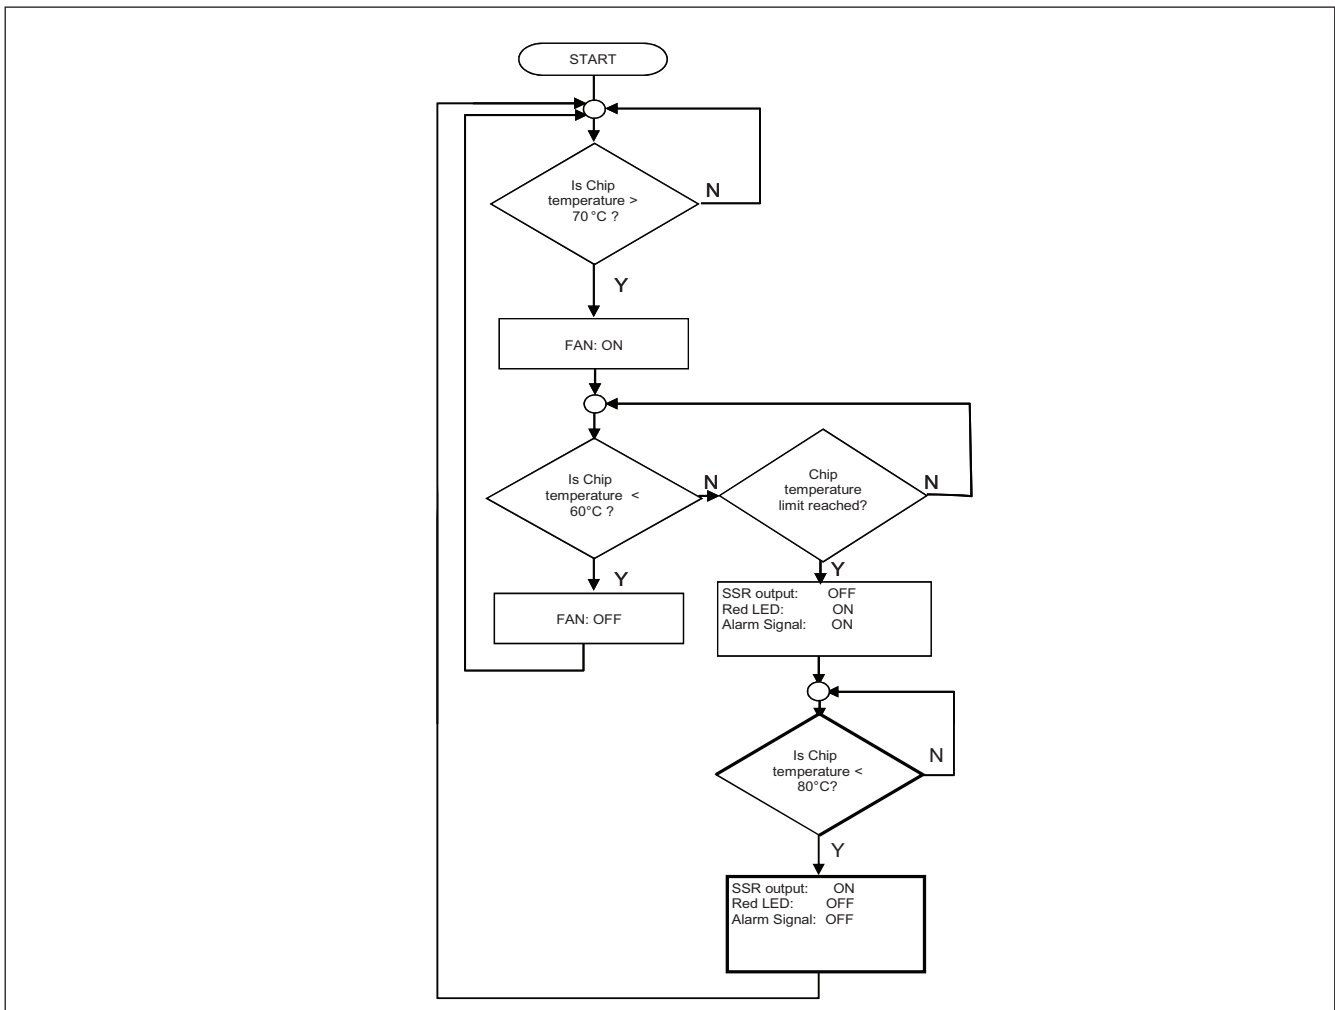 START
Is Chip
temperature >
70°C ?
N
Y
FAN: ON
Is Chip
temperature <
60°C ?
N
Chip
temperature
limit reached?
N
Y
Y
FAN: OFF
SSR output: OFF
Red LED: ON
Alarm Signal: ON
Is Chip
temperature <
80°C?
N
Y
SSR output: ON
Red LED: OFF
Alarm Signal: OFF